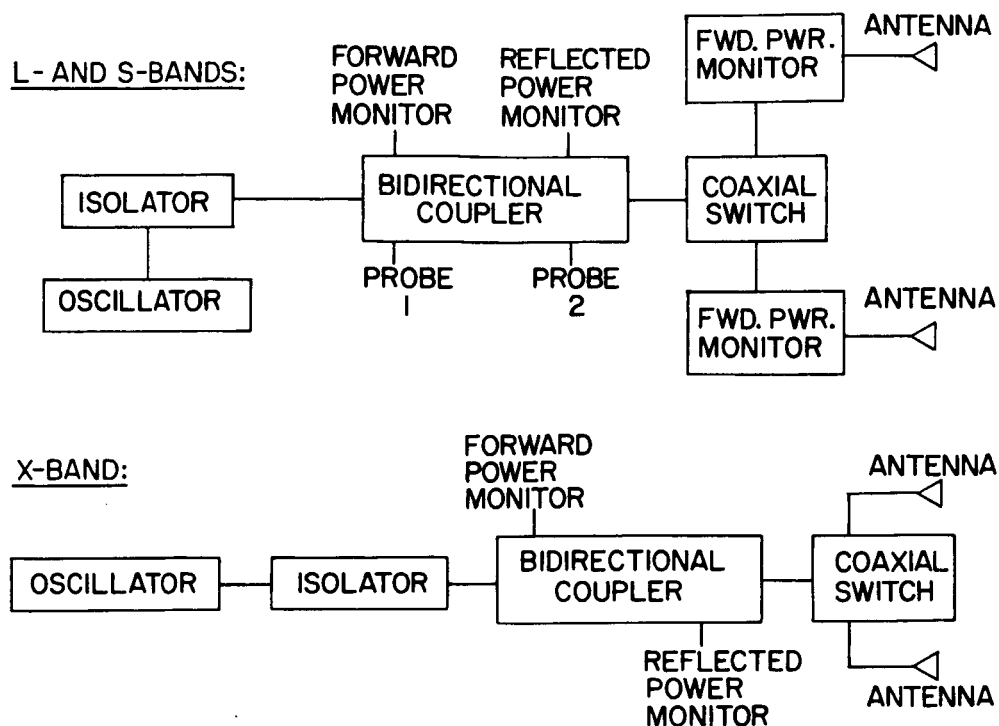 L- AND S-BANDS:
FORWARD
POWER
MONITOR
REFLECTED
POWER
MONITOR
FWD. PWR.
MONITOR
ANTENNA
ISOLATOR
BIDIRECTIONAL
COUPLER
COAXIAL
SWITCH
OSCILLATOR
PROBE
1
PROBE
2
FWD. PWR.
MONITOR
ANTENNA
X-BAND:
FORWARD
POWER
MONITOR
ANTENNA
OSCILLATOR
ISOLATOR
BIDIRECTIONAL
COUPLER
COAXIAL
SWITCH
REFLECTED
POWER
MONITOR
ANTENNA